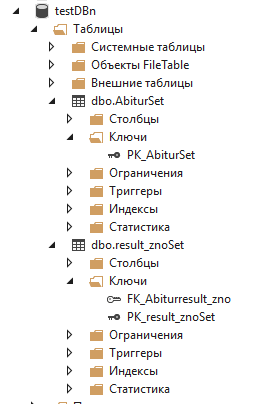 testDBn
Таблицы
Системные таблицы
Объекты FileTable
Внешние таблицы
dbo.AbiturSet
Столбцы
Ключи
PK_AbiturSet
Ограничения
Триггеры
Индексы
Статистика
dbo.result_znoSet
Столбцы
Ключи
FK_Abiturresult_zno
PK_result_znoSet
Ограничения
Триггеры
Индексы
Статистика